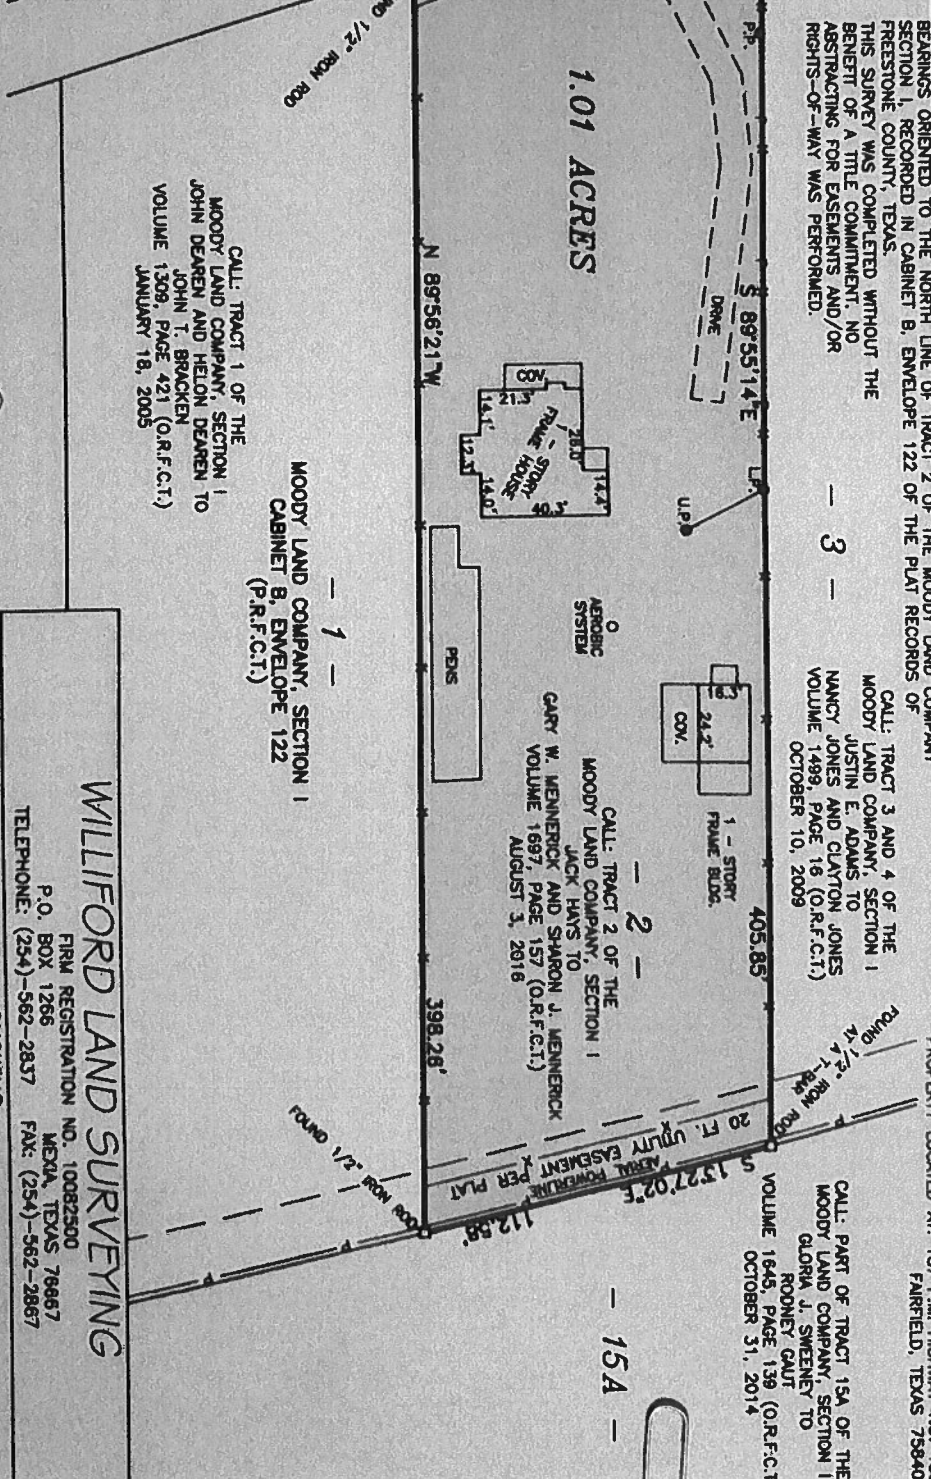 BEARINGS ORIENTED TO THE NORTH LINE OF TRACT 2 OF THE MOODY LAND COMPANY
SECTION I, RECORDED IN CABINET B, ENVELOPE 122 OF THE PLAT RECORDS OF
FREESTONE COUNTY, TEXAS.
THIS SURVEY WAS COMPLETED WITHOUT THE
BENEFIT OF A TITLE COMMITMENT. NO
ABSTRACTING FOR EASEMENTS AND/OR
RIGHTS-OF-WAY WAS PERFORMED.
FAIRFIELD, TEXAS 75840
- 3 -
CALL: TRACT 3 AND 4 OF THE
MOODY LAND COMPANY, SECTION I
JUSTIN E. ADAMS TO
NANCY JONES AND CLAYTON JONES
VOLUME 1499, PAGE 16 (O.R.F.C.T.)
OCTOBER 10, 2009
FOUND 1/2" IRON ROD
AT A T-BAR
CALL: PART OF TRACT 15A OF THE
MOODY LAND COMPANY, SECTION I
GLORIA J. SWEENEY TO
RODNEY GAUT
VOLUME 1645, PAGE 139 (O.R.F.C.T
OCTOBER 31, 2014
P.P.
S 89°55'14"E
L.P.
405.85'
DRIVE
U.P.
16.3'
24.2'
COV.
1 - STORY
FRAME BLDG.
S 13°27'02"E
112.58'
20 FT. UTILITY EASEMENT PER PLAT
AERIAL POWERLINE
- 15A -
1.01 ACRES
COV.
21.3'
28.0'
14.4'
14.1'
12.3'
14.0'
40.3'
1 - STORY
FRAME HOUSE
AEROBIC
SYSTEM
- 2 -
CALL: TRACT 2 OF THE
MOODY LAND COMPANY, SECTION I
JACK HAYS TO
GARY W. MENNERICK AND SHARON J. MENNERICK
VOLUME 1697, PAGE 157 (O.R.F.C.T.)
AUGUST 3, 2016
PENS
N 89°56'21"W
398.26'
FOUND 1/2" IRON ROD
ND 1/2" IRON ROD
- 1 -
MOODY LAND COMPANY, SECTION I
CABINET B, ENVELOPE 122
(P.R.F.C.T.)
CALL: TRACT 1 OF THE
MOODY LAND COMPANY, SECTION I
JOHN DEAREN AND HELON DEAREN TO
JOHN T. BRACKEN
VOLUME 1309, PAGE 421 (O.R.F.C.T.)
JANUARY 18, 2005
WILLIFORD LAND SURVEYING
FIRM REGISTRATION NO. 10082500
P.O. BOX 1266 MEXIA, TEXAS 76667
TELEPHONE: (254)-562-2837 FAX: (254)-562-2867